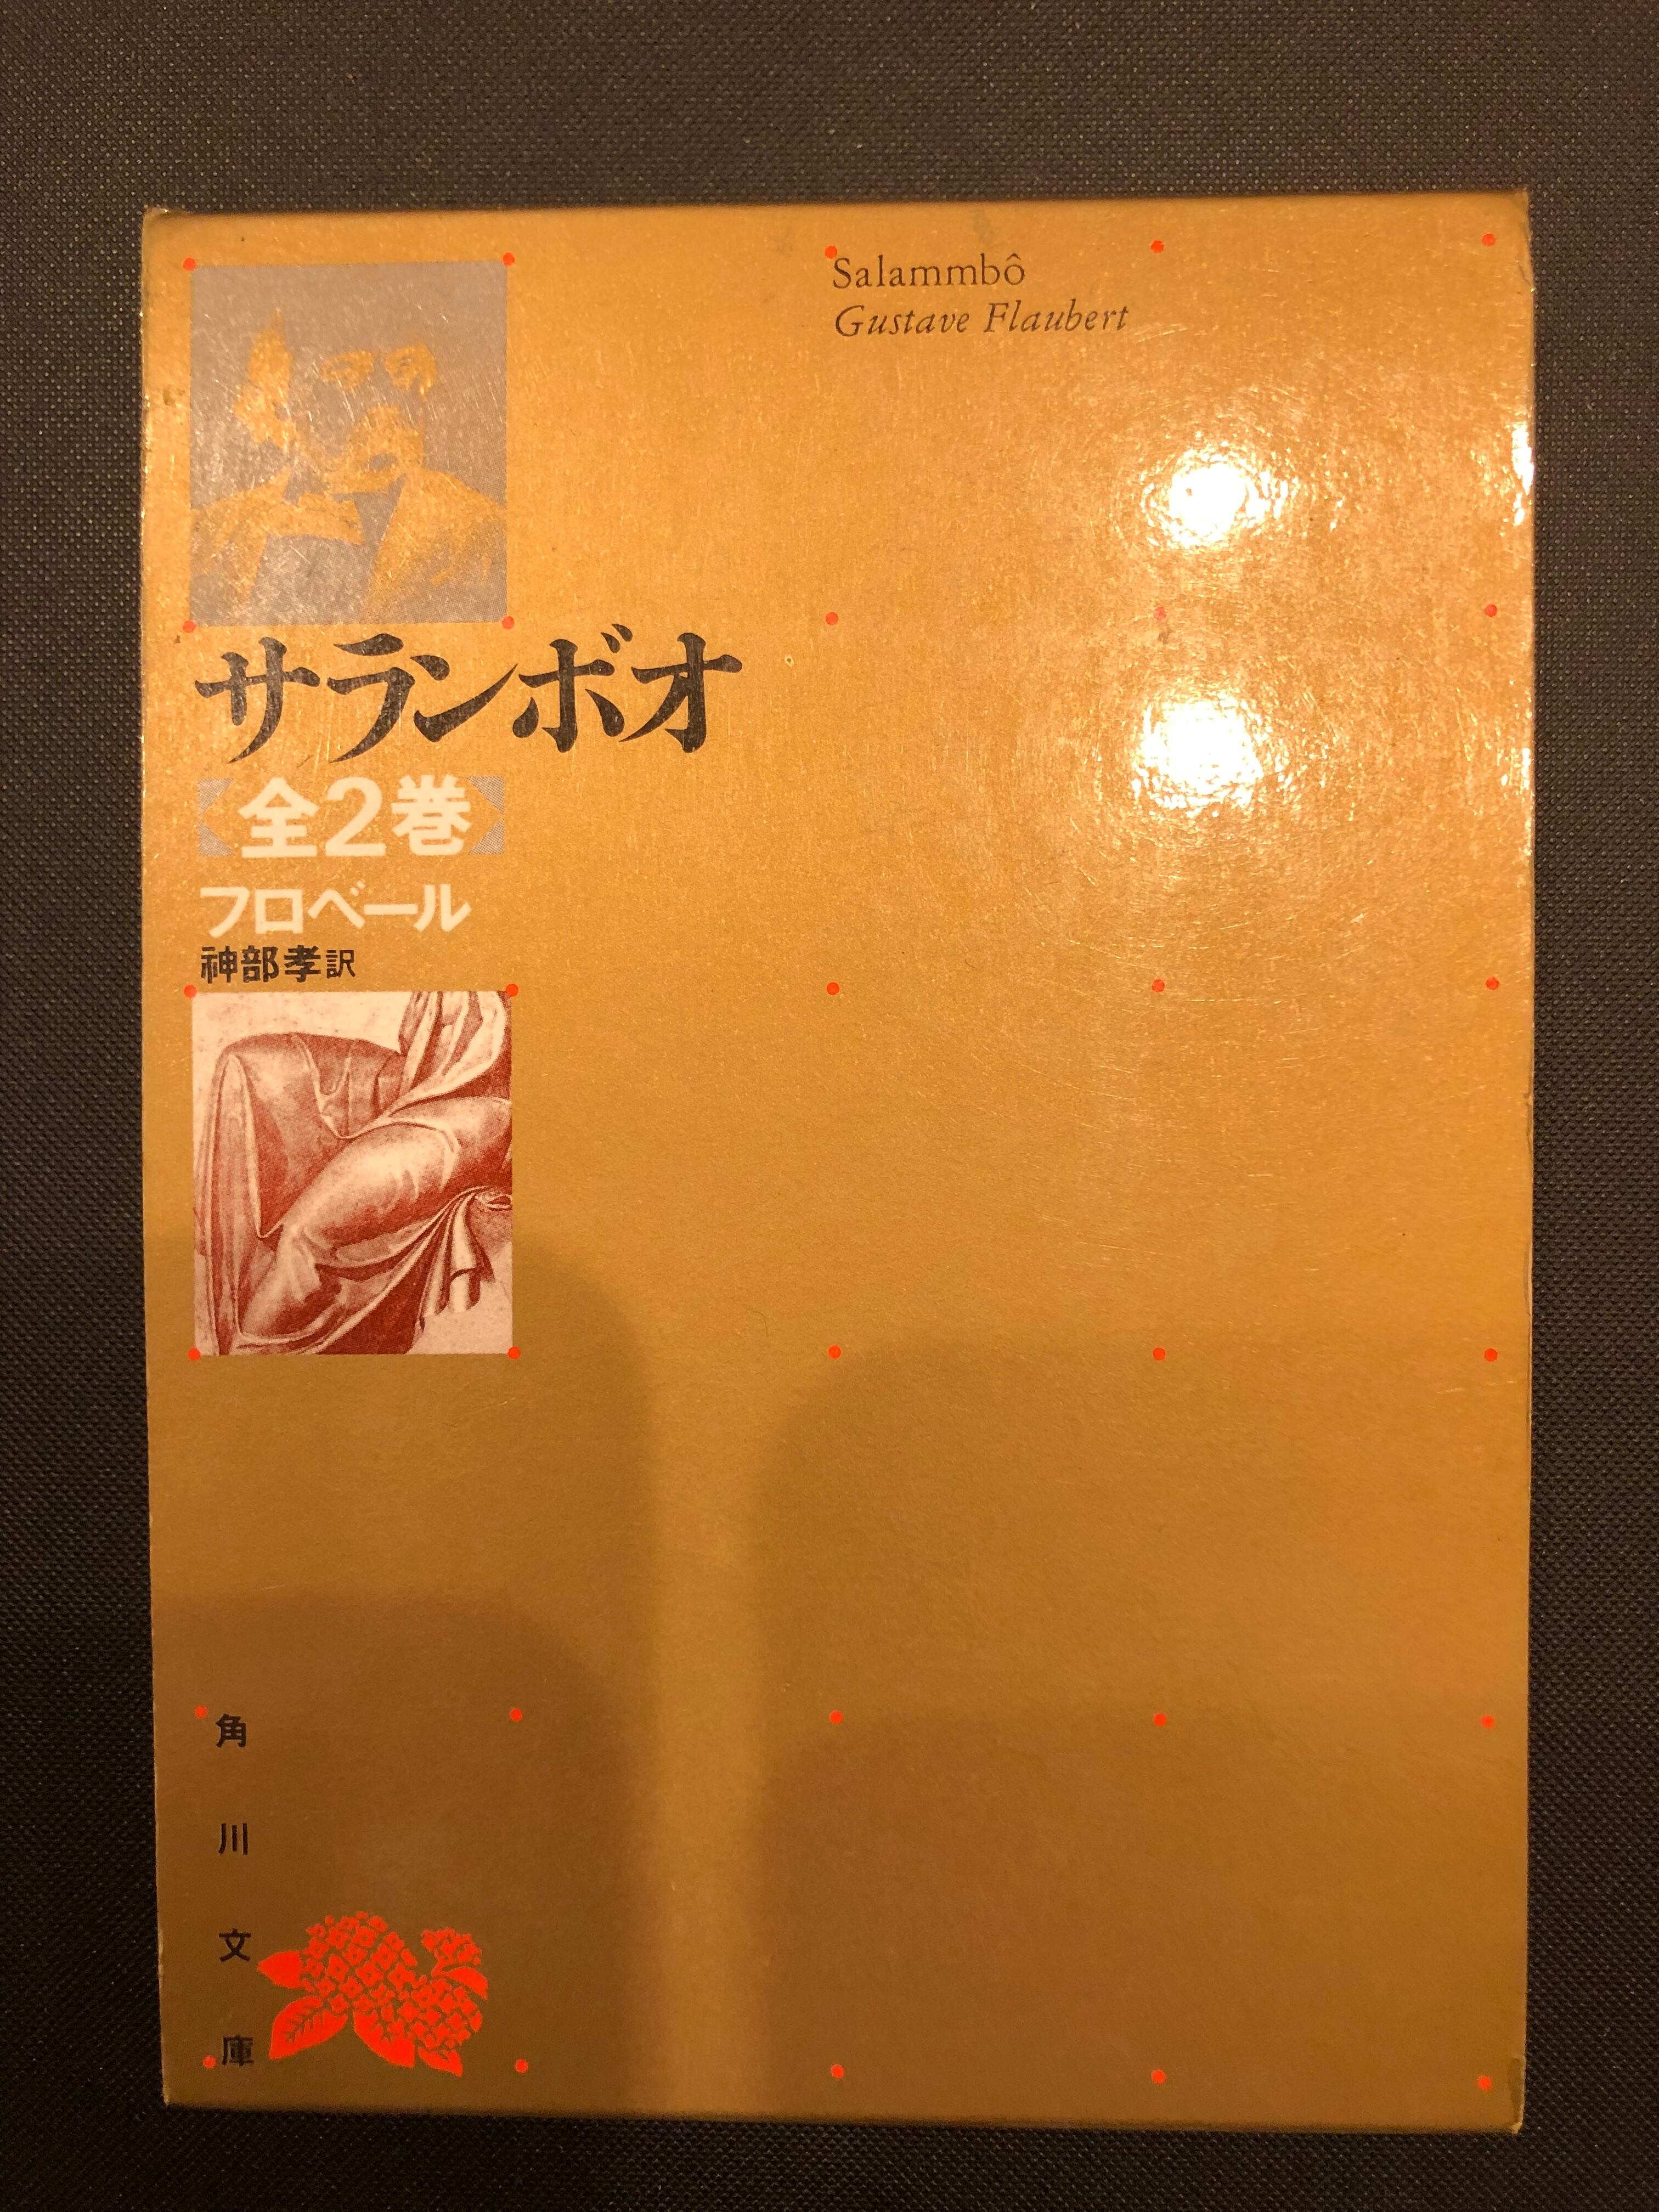 Salammbô
Gustave Flaubert
サランボオ
【全2巻】
フロベール
神部孝訳
角川文庫